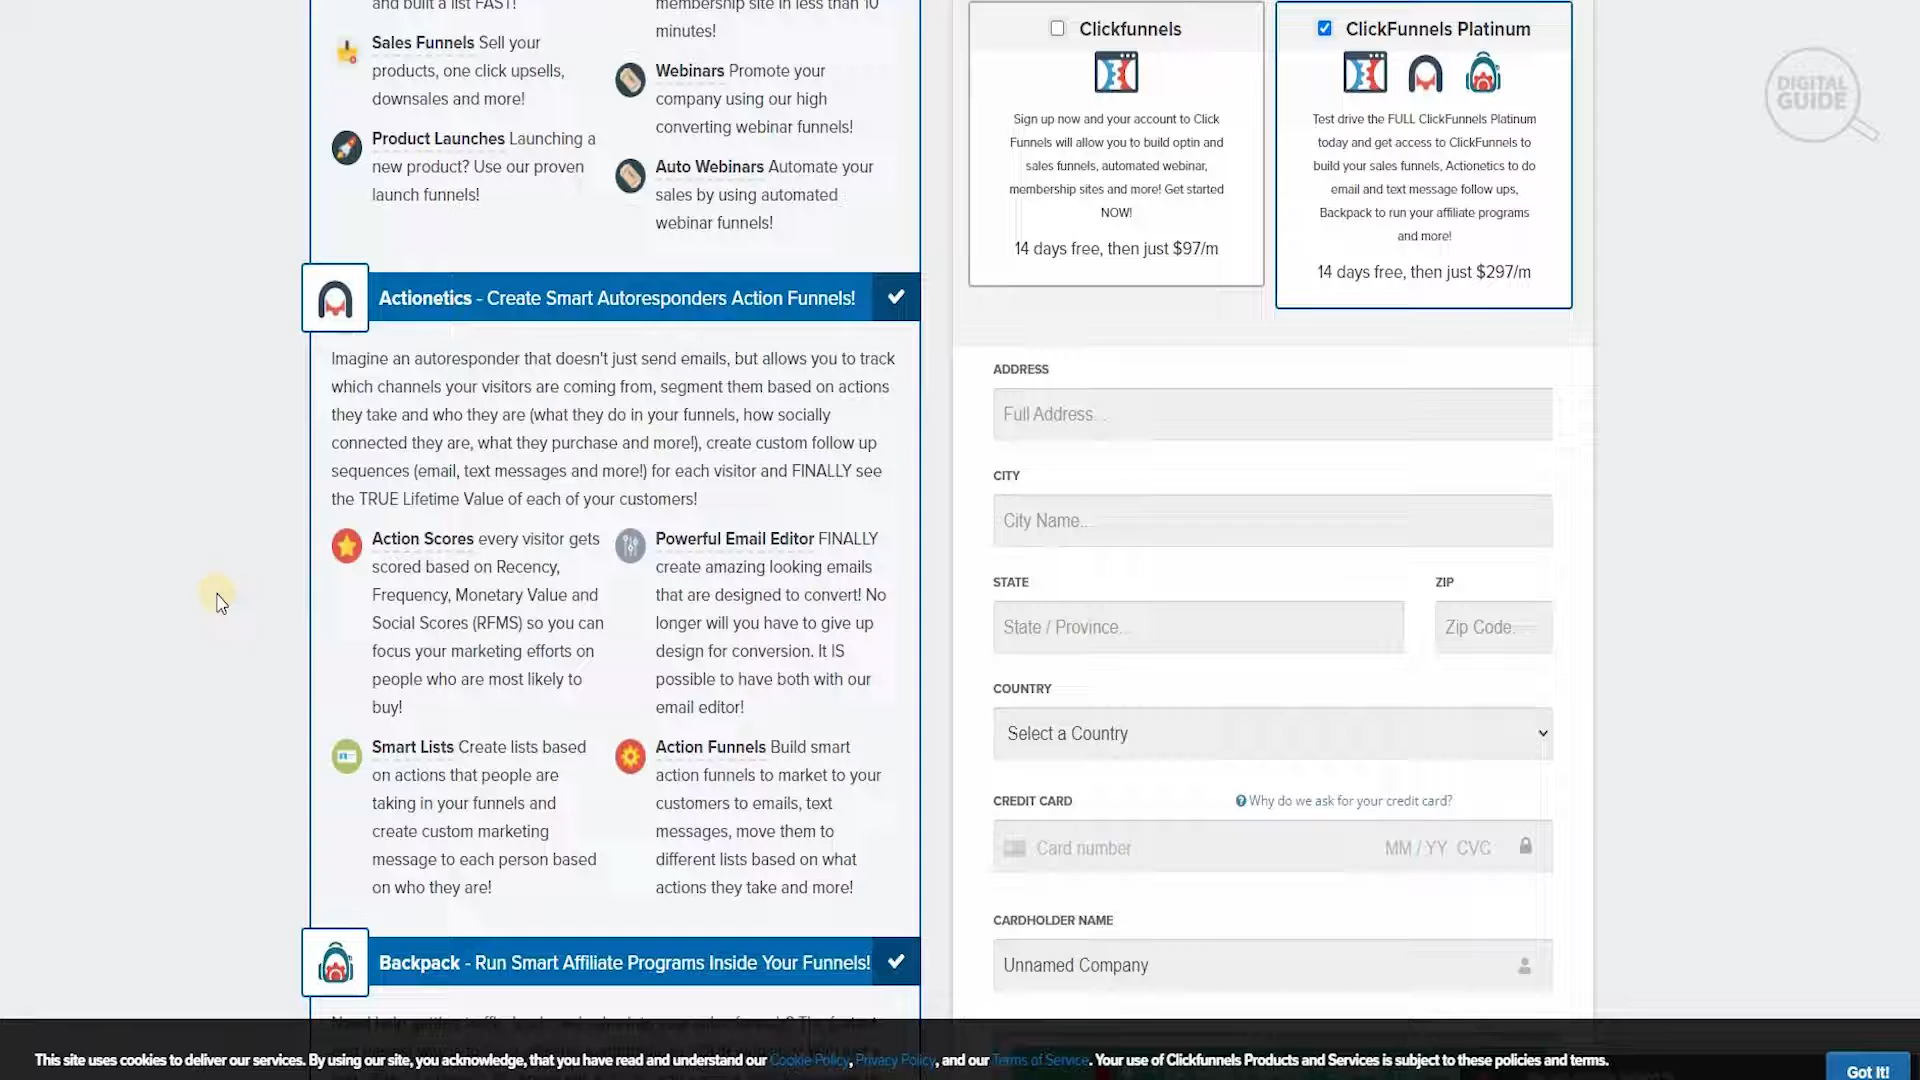 and built a list FAST!
Sales Funnels Sell your
products, one click upsells,
downsales and more!
Product Launches Launching a
new product? Use our proven
launch funnels!
membership site in less than 10
minutes!
Webinars Promote your
company using our high
converting webinar funnels!
Auto Webinars Automate your
sales by using automated
webinar funnels!
Actionetics - Create Smart Autoresponders Action Funnels!
Imagine an autoresponder that doesn't just send emails, but allows you to track
which channels your visitors are coming from, segment them based on actions
they take and who they are (what they do in your funnels, how socially
connected they are, what they purchase and more!), create custom follow up
sequences (email, text messages and more!) for each visitor and FINALLY see
the TRUE Lifetime Value of each of your customers!
Action Scores every visitor gets
scored based on Recency,
Frequency, Monetary Value and
Social Scores (RFMS) so you can
focus your marketing efforts on
people who are most likely to
buy!
Powerful Email Editor FINALLY
create amazing looking emails
that are designed to convert! No
longer will you have to give up
design for conversion. It IS
possible to have both with our
email editor!
Smart Lists Create lists based
on actions that people are
taking in your funnels and
create custom marketing
message to each person based
on who they are!
Action Funnels Build smart
action funnels to market to your
customers to emails, text
messages, move them to
different lists based on what
actions they take and more!
Backpack - Run Smart Affiliate Programs Inside Your Funnels!
Clickfunnels
Sign up now and your account to Click
Funnels will allow you to build optin and
sales funnels, automated webinar,
membership sites and more! Get started
NOW!
14 days free, then just $97/m
ClickFunnels Platinum
Test drive the FULL ClickFunnels Platinum
today and get access to ClickFunnels to
build your sales funnels, Actionetics to do
email and text message follow ups,
Backpack to run your affiliate programs
and more!
14 days free, then just $297/m
ADDRESS
Full Address...
CITY
City Name...
STATE
ZIP
State / Province...
Zip Code..
COUNTRY
Select a Country
CREDIT CARD
Why do we ask for your credit card?
Card number
MM / YY CVC
CARDHOLDER NAME
Unnamed Company
DIGITAL
GUIDE
This site uses cookies to deliver our services. By using our site, you acknowledge, that you have read and understand our Cookie Policy, Privacy Policy, and our Terms of Service. Your use of Clickfunnels Products and Services is subject to these policies and terms.
Got It!